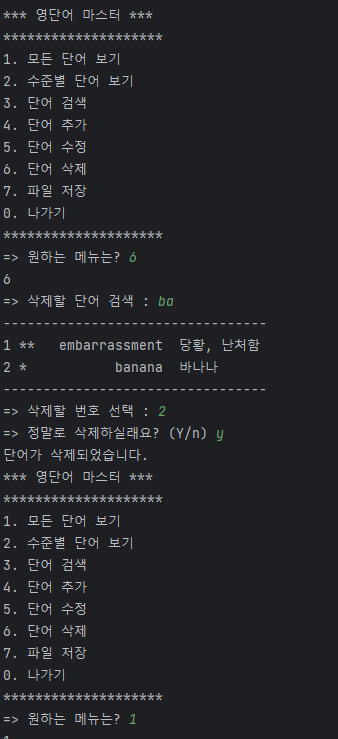 *** 영단어 마스터 ***
********************
1. 모든 단어 보기
2. 수준별 단어 보기
3. 단어 검색
4. 단어 추가
5. 단어 수정
6. 단어 삭제
7. 파일 저장
0. 나가기
********************
=> 원하는 메뉴는? 6
6
=> 삭제할 단어 검색 : ba
--------------------------------
1 **   embarrassment  당황, 난처함
2 *           banana  바나나
--------------------------------
=> 삭제할 번호 선택 : 2
=> 정말로 삭제하실래요? (Y/n) y
단어가 삭제되었습니다.
*** 영단어 마스터 ***
********************
1. 모든 단어 보기
2. 수준별 단어 보기
3. 단어 검색
4. 단어 추가
5. 단어 수정
6. 단어 삭제
7. 파일 저장
0. 나가기
********************
=> 원하는 메뉴는? 1